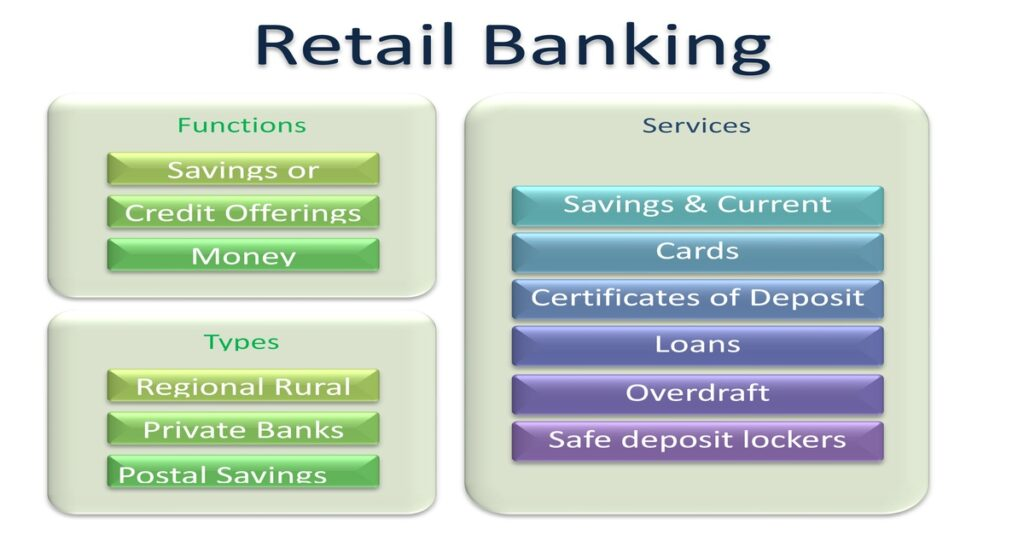 Retail Banking
Functions
Savings or
Credit Offerings
Money
Types
Regional Rural
Private Banks
Postal Savings
Services
Savings & Current
Cards
Certificates of Deposit
Loans
Overdraft
Safe deposit lockers